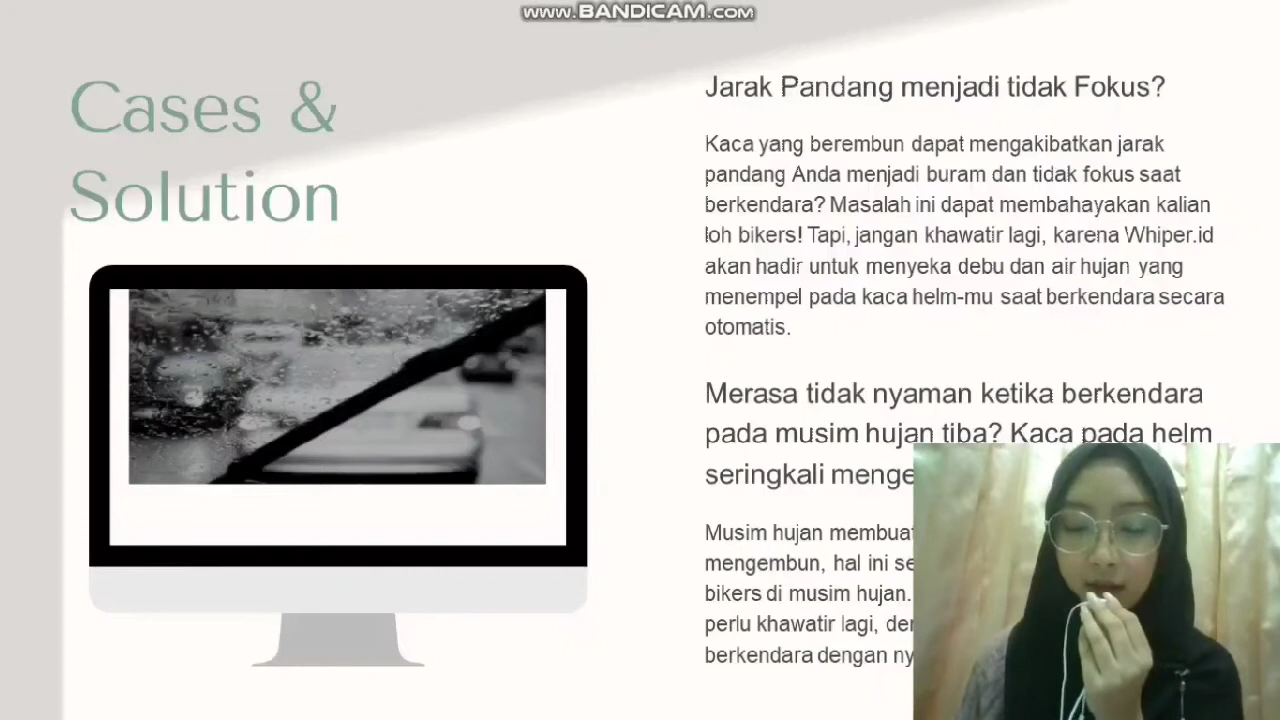 www.BANDICAM.com
Cases &
Solution
Jarak Pandang menjadi tidak Fokus?
Kaca yang berembun dapat mengakibatkan jarak
pandang Anda menjadi buram dan tidak fokus saat
berkendara? Masalah ini dapat membahayakan kalian
loh bikers! Tapi, jangan khawatir lagi, karena Whiper.id
akan hadir untuk menyeka debu dan air hujan yang
menempel pada kaca helm-mu saat berkendara secara
otomatis.
Merasa tidak nyaman ketika berkendara
pada musim hujan tiba? Kaca pada helm
seringkali
Musim hujan membuat
mengembun, hal ini
bikers di musim hujan.
perlu khawatir lagi,
berkendara dengan